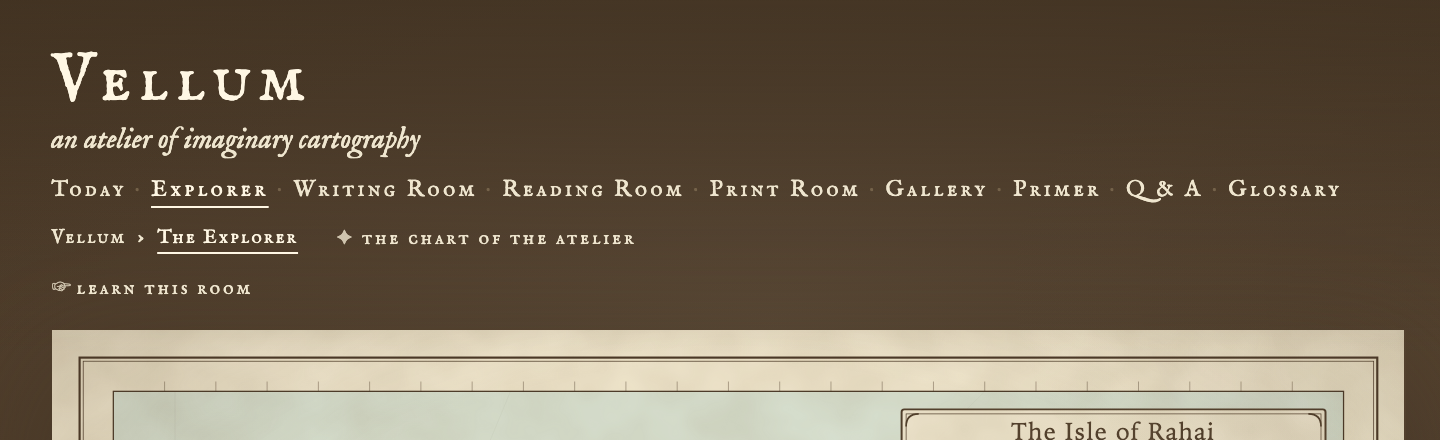 Vellum
an atelier of imaginary cartography
Today · Explorer · Writing Room · Reading Room · Print Room · Gallery · Primer · Q & A · Glossary
Vellum › The Explorer ✦ the chart of the atelier
☞ learn this room
The Isle of Rahai